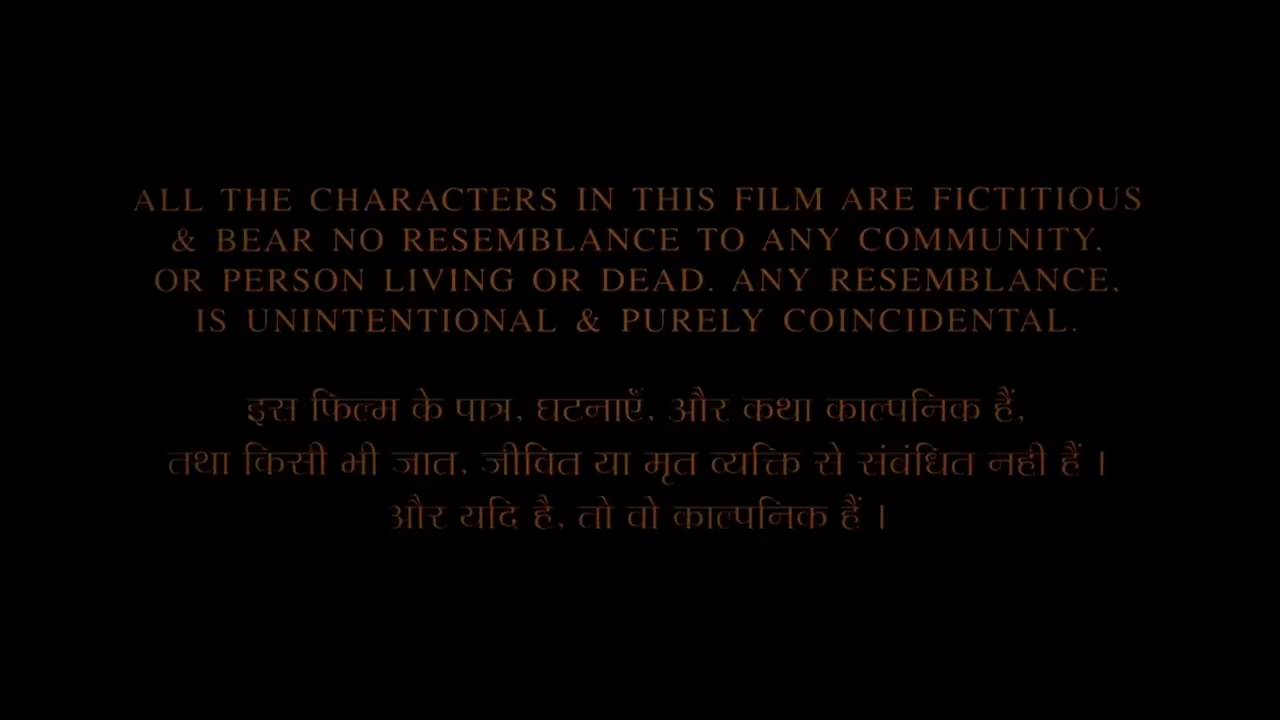 ALL THE CHARACTERS IN THIS FILM ARE FICTITIOUS
& BEAR NO RESEMBLANCE TO ANY COMMUNITY,
OR PERSON LIVING OR DEAD. ANY RESEMBLANCE,
IS UNINTENTIONAL & PURELY COINCIDENTAL.
इस फिल्म के पात्र, घटनाएँ, और कथा काल्पनिक हैं,
तथा किसी भी जात, जीवित या मृत व्यक्ति से संबंधित नही हैं ।
और यदि है, तो वो काल्पनिक हैं ।